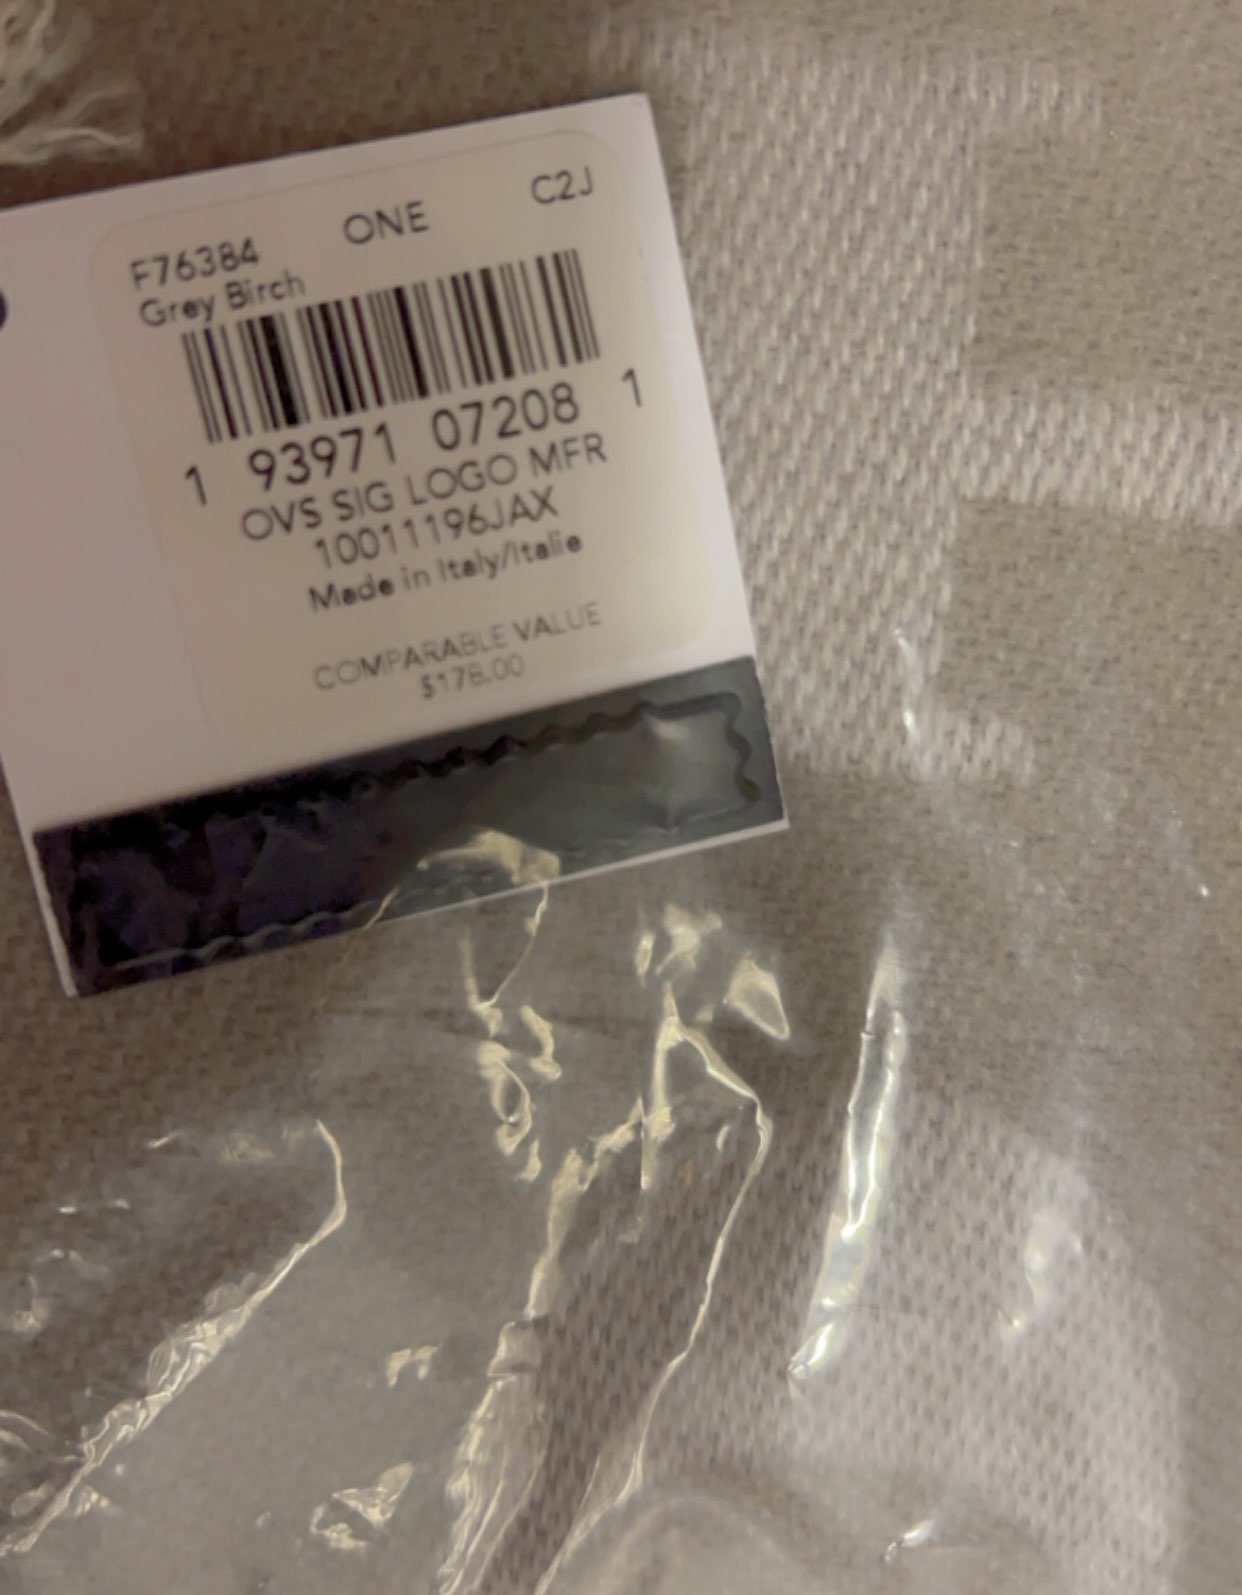 F76384 ONE C2J
Grey Birch
1 93971 07208 1
OVS SIG LOGO MFR
10011196JAX
Made in Italy/Italie
COMPARABLE VALUE
$178.00